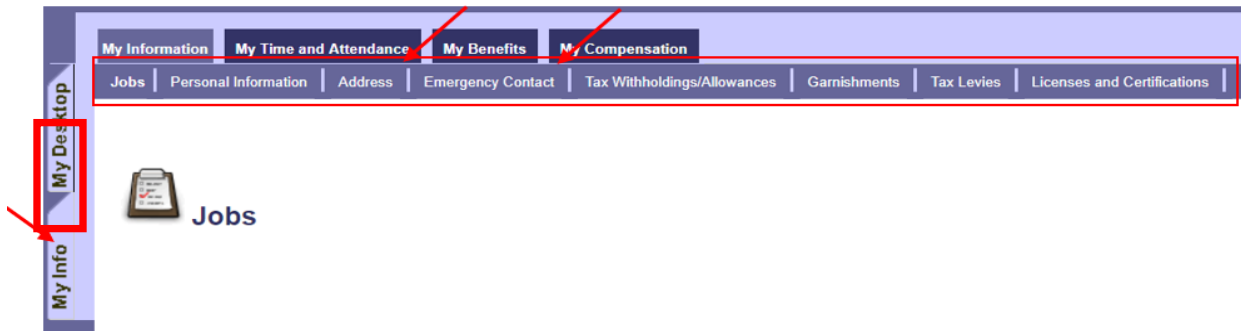 My Information My Time and Attendance My Benefits My Compensation
Jobs Personal Information Address Emergency Contact Tax Withholdings/Allowances Garnishments Tax Levies Licenses and Certifications
My Desktop
Jobs
My Info